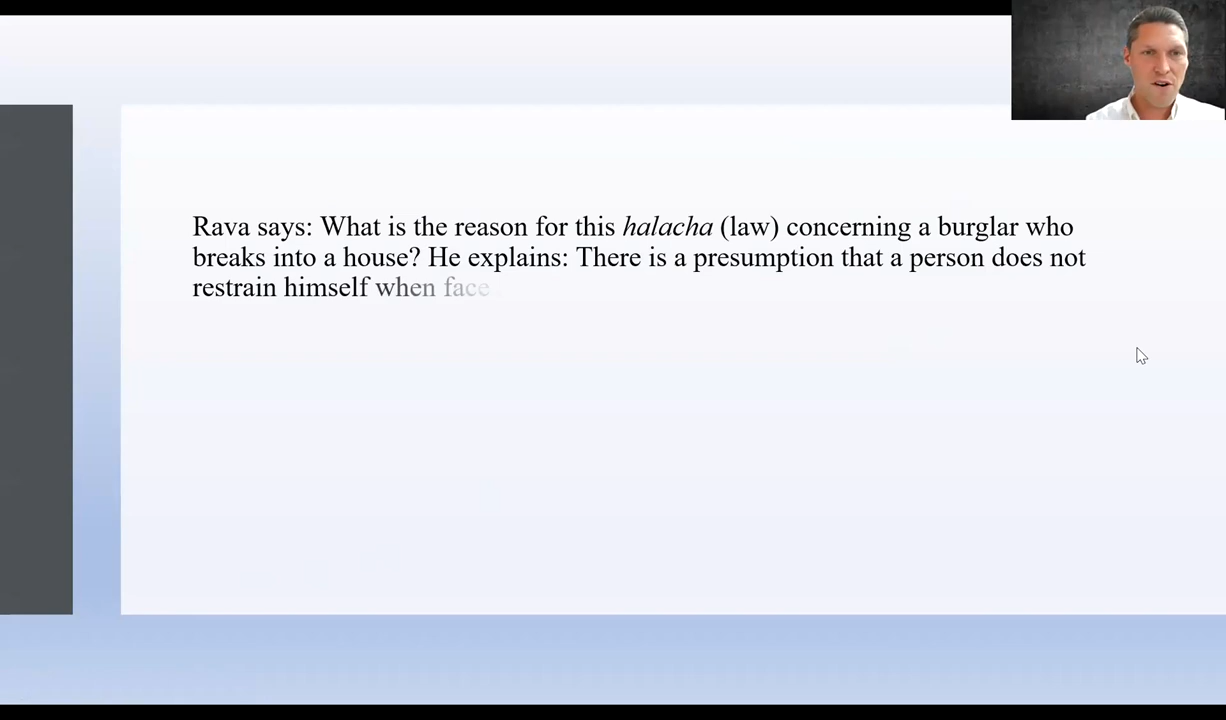 Rava says: What is the reason for this halacha (law) concerning a burglar who
breaks into a house? He explains: There is a presumption that a person does not
restrain himself when face